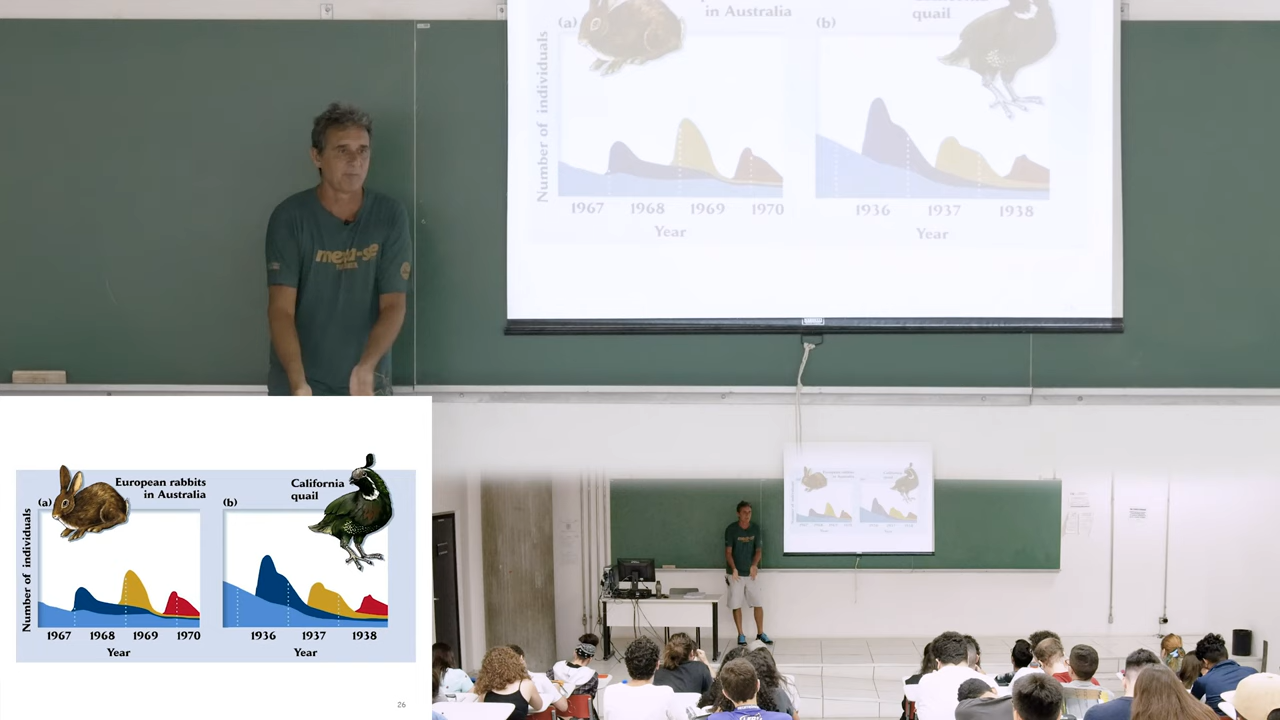 in Australia
(a)
(b)
quail
Number of individuals
1967 1968 1969 1970
1936 1937 1938
Year
Year
European rabbits
in Australia
California
quail
(a)
(b)
Number of individuals
1967 1968 1969 1970
1936 1937 1938
Year
Year
26